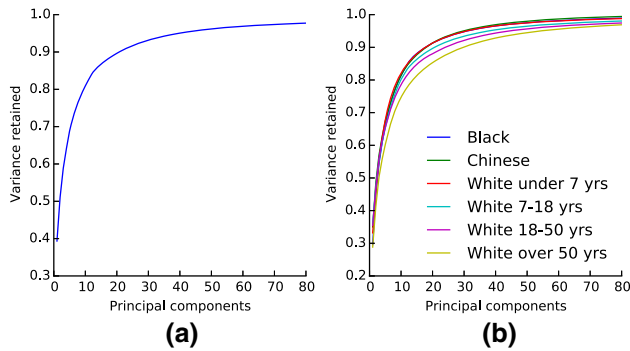 1.0
0.9
0.8
0.7
0.6
0.5
0.4
0.3
Variance retained
0 10 20 30 40 50 60 70 80
Principal components
(a)
1.0
0.9
0.8
0.7
0.6
0.5
0.4
0.3
0.2
Variance retained
Black
Chinese
White under 7 yrs
White 7-18 yrs
White 18-50 yrs
White over 50 yrs
0 10 20 30 40 50 60 70 80
Principal components
(b)